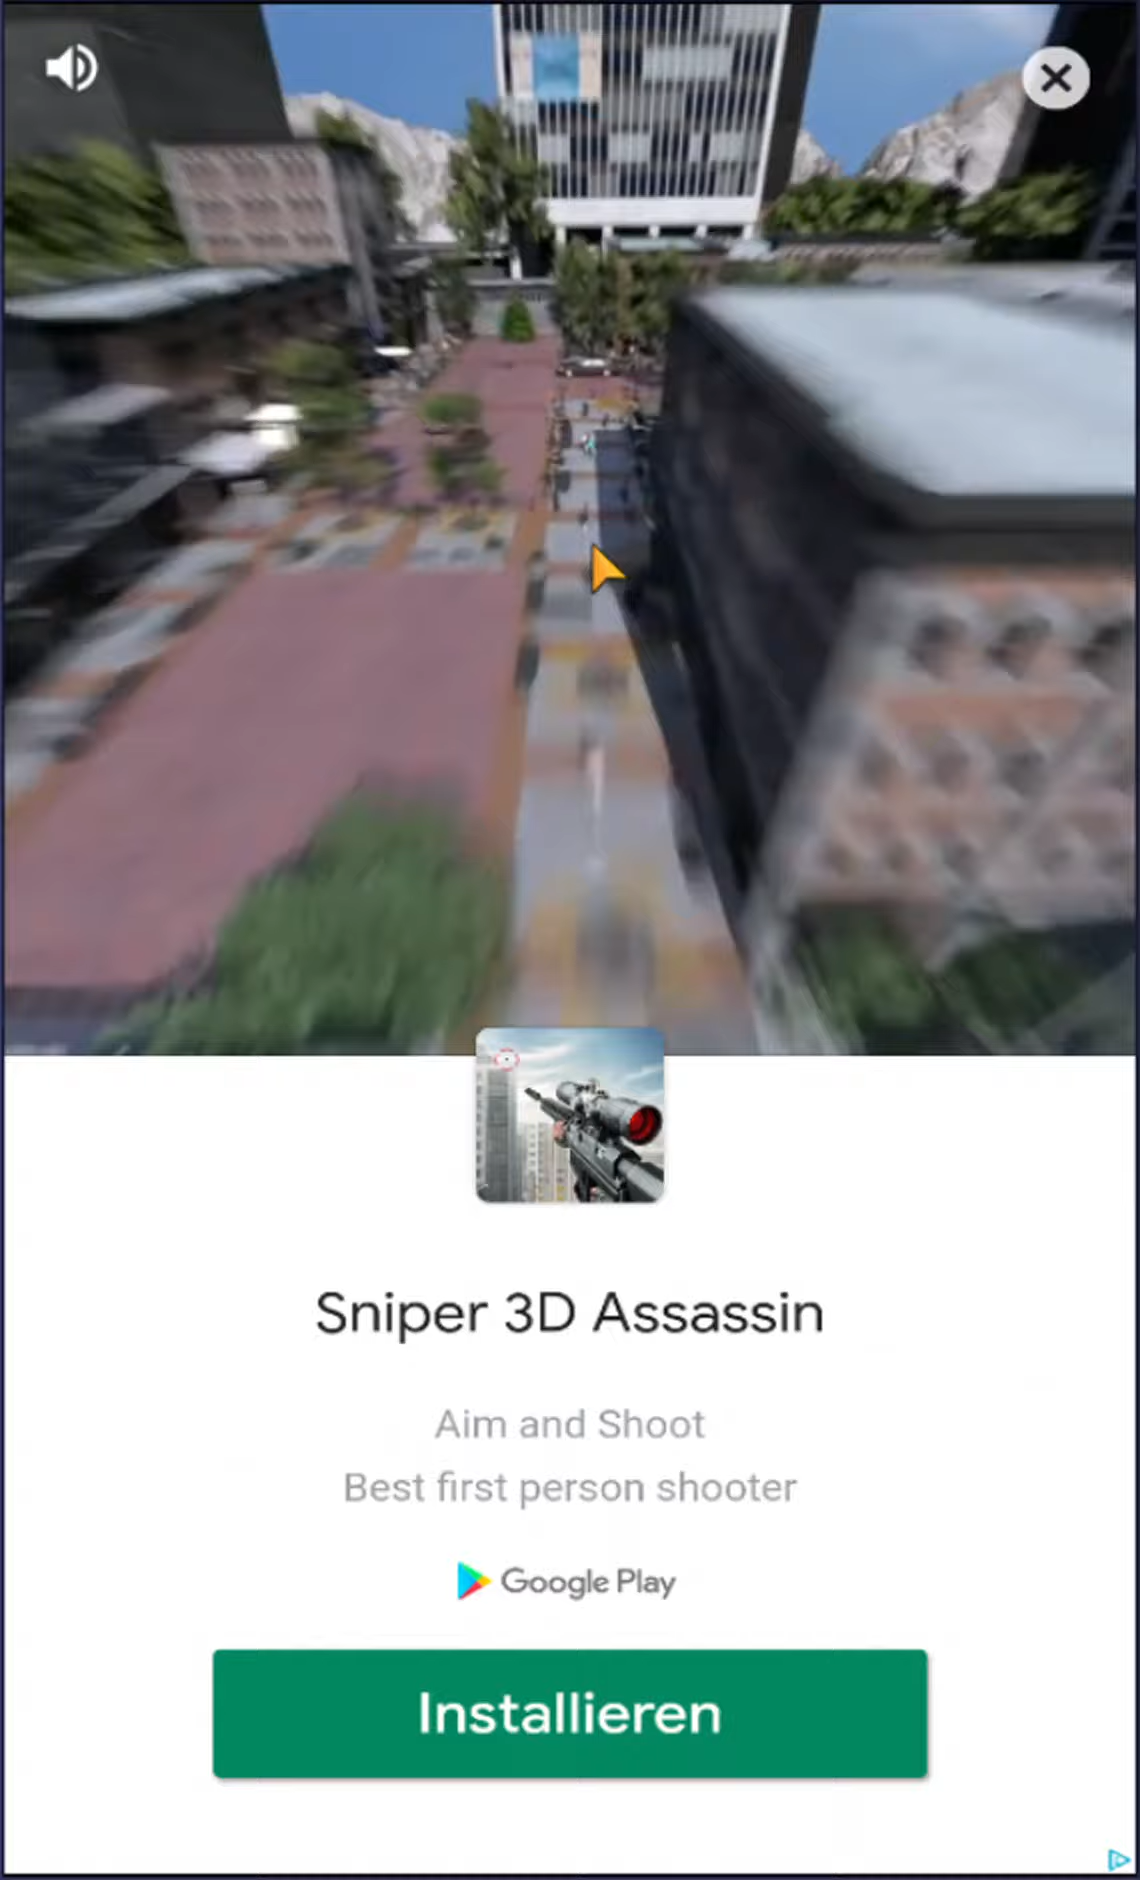 Sniper 3D Assassin
Aim and Shoot
Best first person shooter
Google Play
Installieren